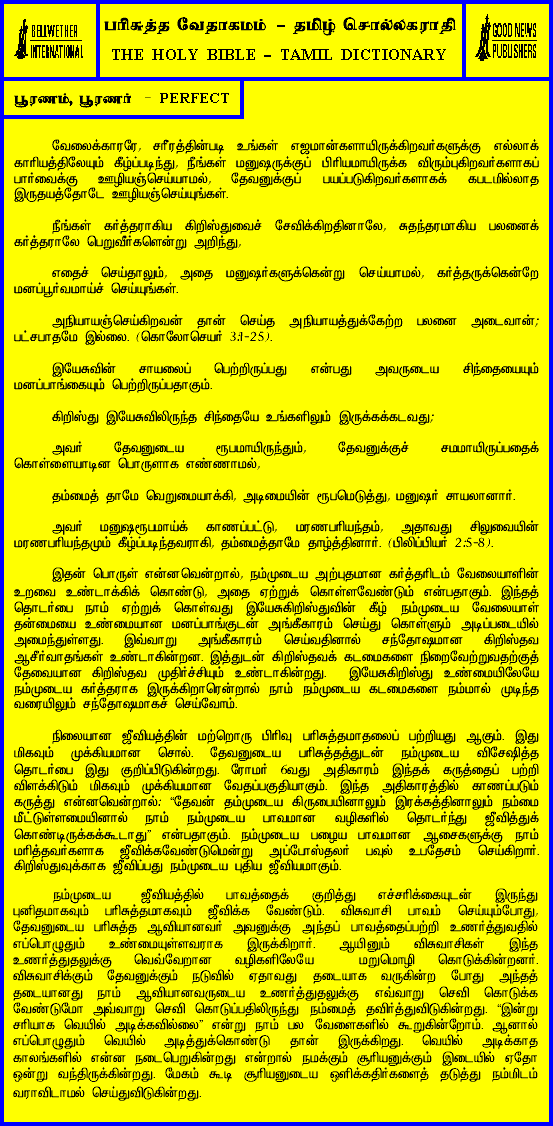 BELLWETHER
INTERNATIONAL
பரிசுத்த வேதாகமம் - தமிழ் சொல்லகராதி
THE HOLY BIBLE - TAMIL DICTIONARY
GOOD NEWS
PUBLISHERS
பூரணம், பூரணர் - PERFECT
வேலைக்காரரே, சரீரத்தின்படி உங்கள் எஜமான்களாயிருக்கிறவர்களுக்கு எல்லாக்
காரியத்திலேயும் கீழ்ப்படிந்து, நீங்கள் மனுஷருக்குப் பிரியமாயிருக்க விரும்புகிறவர்களாகப்
பார்வைக்கு ஊழியஞ்செய்யாமல், தேவனுக்குப் பயப்படுகிறவர்களாகக் கபடமில்லாத
இருதயத்தோடே ஊழியஞ்செய்யுங்கள்.
நீங்கள் கர்த்தராகிய கிறிஸ்துவைச் சேவிக்கிறதினாலே, சுதந்தரமாகிய பலனைக்
கர்த்தராலே பெறுவீர்களென்று அறிந்து,
எதைச் செய்தாலும், அதை மனுஷர்களுக்கென்று செய்யாமல், கர்த்தருக்கென்றே
மனப்பூர்வமாய்ச் செய்யுங்கள்.
அநியாயஞ்செய்கிறவன் தான் செய்த அநியாயத்துக்கேற்ற பலனை அடைவான்;
பட்சபாதமே இல்லை. (கொலோசெயர் 3:1-25).
இயேசுவின் சாயலைப் பெற்றிருப்பது என்பது அவருடைய சிந்தையையும்
மனப்பாங்கையும் பெற்றிருப்பதாகும்.
கிறிஸ்து இயேசுவிலிருந்த சிந்தையே உங்களிலும் இருக்கக்கடவது;
அவர் தேவனுடைய ரூபமாயிருந்தும், தேவனுக்குச் சமமாயிருப்பதைக்
கொள்ளையாடின பொருளாக எண்ணாமல்,
தம்மைத் தாமே வெறுமையாக்கி, அடிமையின் ரூபமெடுத்து, மனுஷர் சாயலானார்.
அவர் மனுஷரூபமாய்க் காணப்பட்டு, மரணபரியந்தம், அதாவது சிலுவையின்
மரணபரியந்தமும் கீழ்ப்படிந்தவராகி, தம்மைத்தாமே தாழ்த்தினார். (பிலிப்பியர் 2:5-8).
இதன் பொருள் என்னவென்றால், நம்முடைய அற்புதமான கர்த்தரிடம் வேலையாளின்
உறவை உண்டாக்கிக் கொண்டு, அதை ஏற்றுக் கொள்ளவேண்டும் என்பதாகும். இந்தத்
தொடர்பை நாம் ஏற்றுக் கொள்வது இயேசுகிறிஸ்துவின் கீழ் நம்முடைய வேலையாள்
தன்மையை உண்மையான மனப்பாங்குடன் அங்கீகாரம் செய்து கொள்ளும் அடிப்படையில்
அமைந்துள்ளது. இவ்வாறு அங்கீகாரம் செய்வதினால் சந்தோஷமான கிறிஸ்தவ
ஆசீர்வாதங்கள் உண்டாகின்றன. இத்துடன் கிறிஸ்தவக் கடமைகளை நிறைவேற்றுவதற்குத்
தேவையான கிறிஸ்தவ முதிர்ச்சியும் உண்டாகின்றது. இயேசுகிறிஸ்து உண்மையிலேயே
நம்முடைய கர்த்தராக இருக்கிறாரென்றால் நாம் நம்முடைய கடமைகளை நம்மால் முடிந்த
வரையிலும் சந்தோஷமாகச் செய்வோம்.
நிலையான ஜீவியத்தின் மற்றொரு பிரிவு பரிசுத்தமாதலைப் பற்றியது ஆகும். இது
மிகவும் முக்கியமான சொல். தேவனுடைய பரிசுத்தத்துடன் நம்முடைய விசேஷித்த
தொடர்பை இது குறிப்பிடுகின்றது. ரோமர் 6வது அதிகாரம் இந்தக் கருத்தைப் பற்றி
விளக்கிடும் மிகவும் முக்கியமான வேதப்பகுதியாகும். இந்த அதிகாரத்தில் காணப்படும்
கருத்து என்னவென்றால்; “தேவன் தம்முடைய கிருபையினாலும் இரக்கத்தினாலும் நம்மை
மீட்டுள்ளமையினால் நாம் நம்முடைய பாவமான வழிகளில் தொடர்ந்து ஜீவித்துக்
கொண்டிருக்கக்கூடாது” என்பதாகும். நம்முடைய பழைய பாவமான ஆசைகளுக்கு நாம்
மரித்தவர்களாக ஜீவிக்கவேண்டுமென்று அப்போஸ்தலர் பவுல் உபதேசம் செய்கிறார்.
கிறிஸ்துவுக்காக ஜீவிப்பது நம்முடைய புதிய ஜீவியமாகும்.
நம்முடைய ஜீவியத்தில் பாவத்தைக் குறித்து எச்சரிக்கையுடன் இருந்து
புனிதமாகவும் பரிசுத்தமாகவும் ஜீவிக்க வேண்டும். விசுவாசி பாவம் செய்யும்போது,
தேவனுடைய பரிசுத்த ஆவியானவர் அவனுக்கு அந்தப் பாவத்தைப்பற்றி உணர்த்துவதில்
எப்பொழுதும் உண்மையுள்ளவராக இருக்கிறார். ஆயினும் விசுவாசிகள் இந்த
உணர்த்துதலுக்கு வெவ்வேறான வழிகளிலேயே மறுமொழி கொடுக்கின்றனர்.
விசுவாசிக்கும் தேவனுக்கும் நடுவில் ஏதாவது தடையாக வருகின்ற போது அந்தத்
தடையானது நாம் ஆவியானவருடைய உணர்த்துதலுக்கு எவ்வாறு செவி கொடுக்க
வேண்டுமோ அவ்வாறு செவி கொடுப்பதிலிருந்து நம்மைத் தவிர்த்துவிடுகின்றது. “இன்று
சரியாக வெயில் அடிக்கவில்லை” என்று நாம் பல வேளைகளில் கூறுகின்றோம். ஆனால்
எப்பொழுதும் வெயில் அடித்துக்கொண்டு தான் இருக்கிறது. வெயில் அடிக்காத
காலங்களில் என்ன நடைபெறுகின்றது என்றால் நமக்கும் சூரியனுக்கும் இடையில் ஏதோ
ஒன்று வந்திருக்கின்றது. மேகம் கூடி சூரியனுடைய ஒளிக்கதிர்களைத் தடுத்து நம்மிடம்
வராவிடாமல் செய்துவிடுகின்றது.